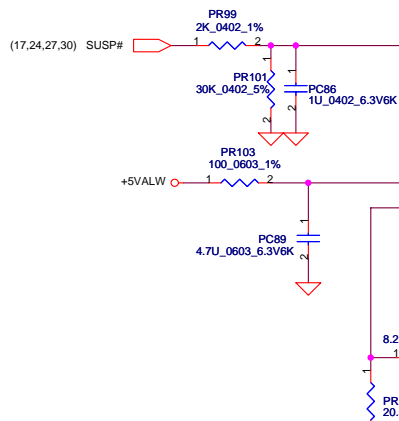 PR99
2K_0402_1%
(17,24,27,30) SUSP#
1 2
1 1
PR101
30K_0402_5%
PC86
1U_0402_6.3V6K
2 2
PR103
100_0603_1%
+5VALW
1 2
1
PC89
4.7U_0603_6.3V6K
2
8.2
1
1
PR
20.